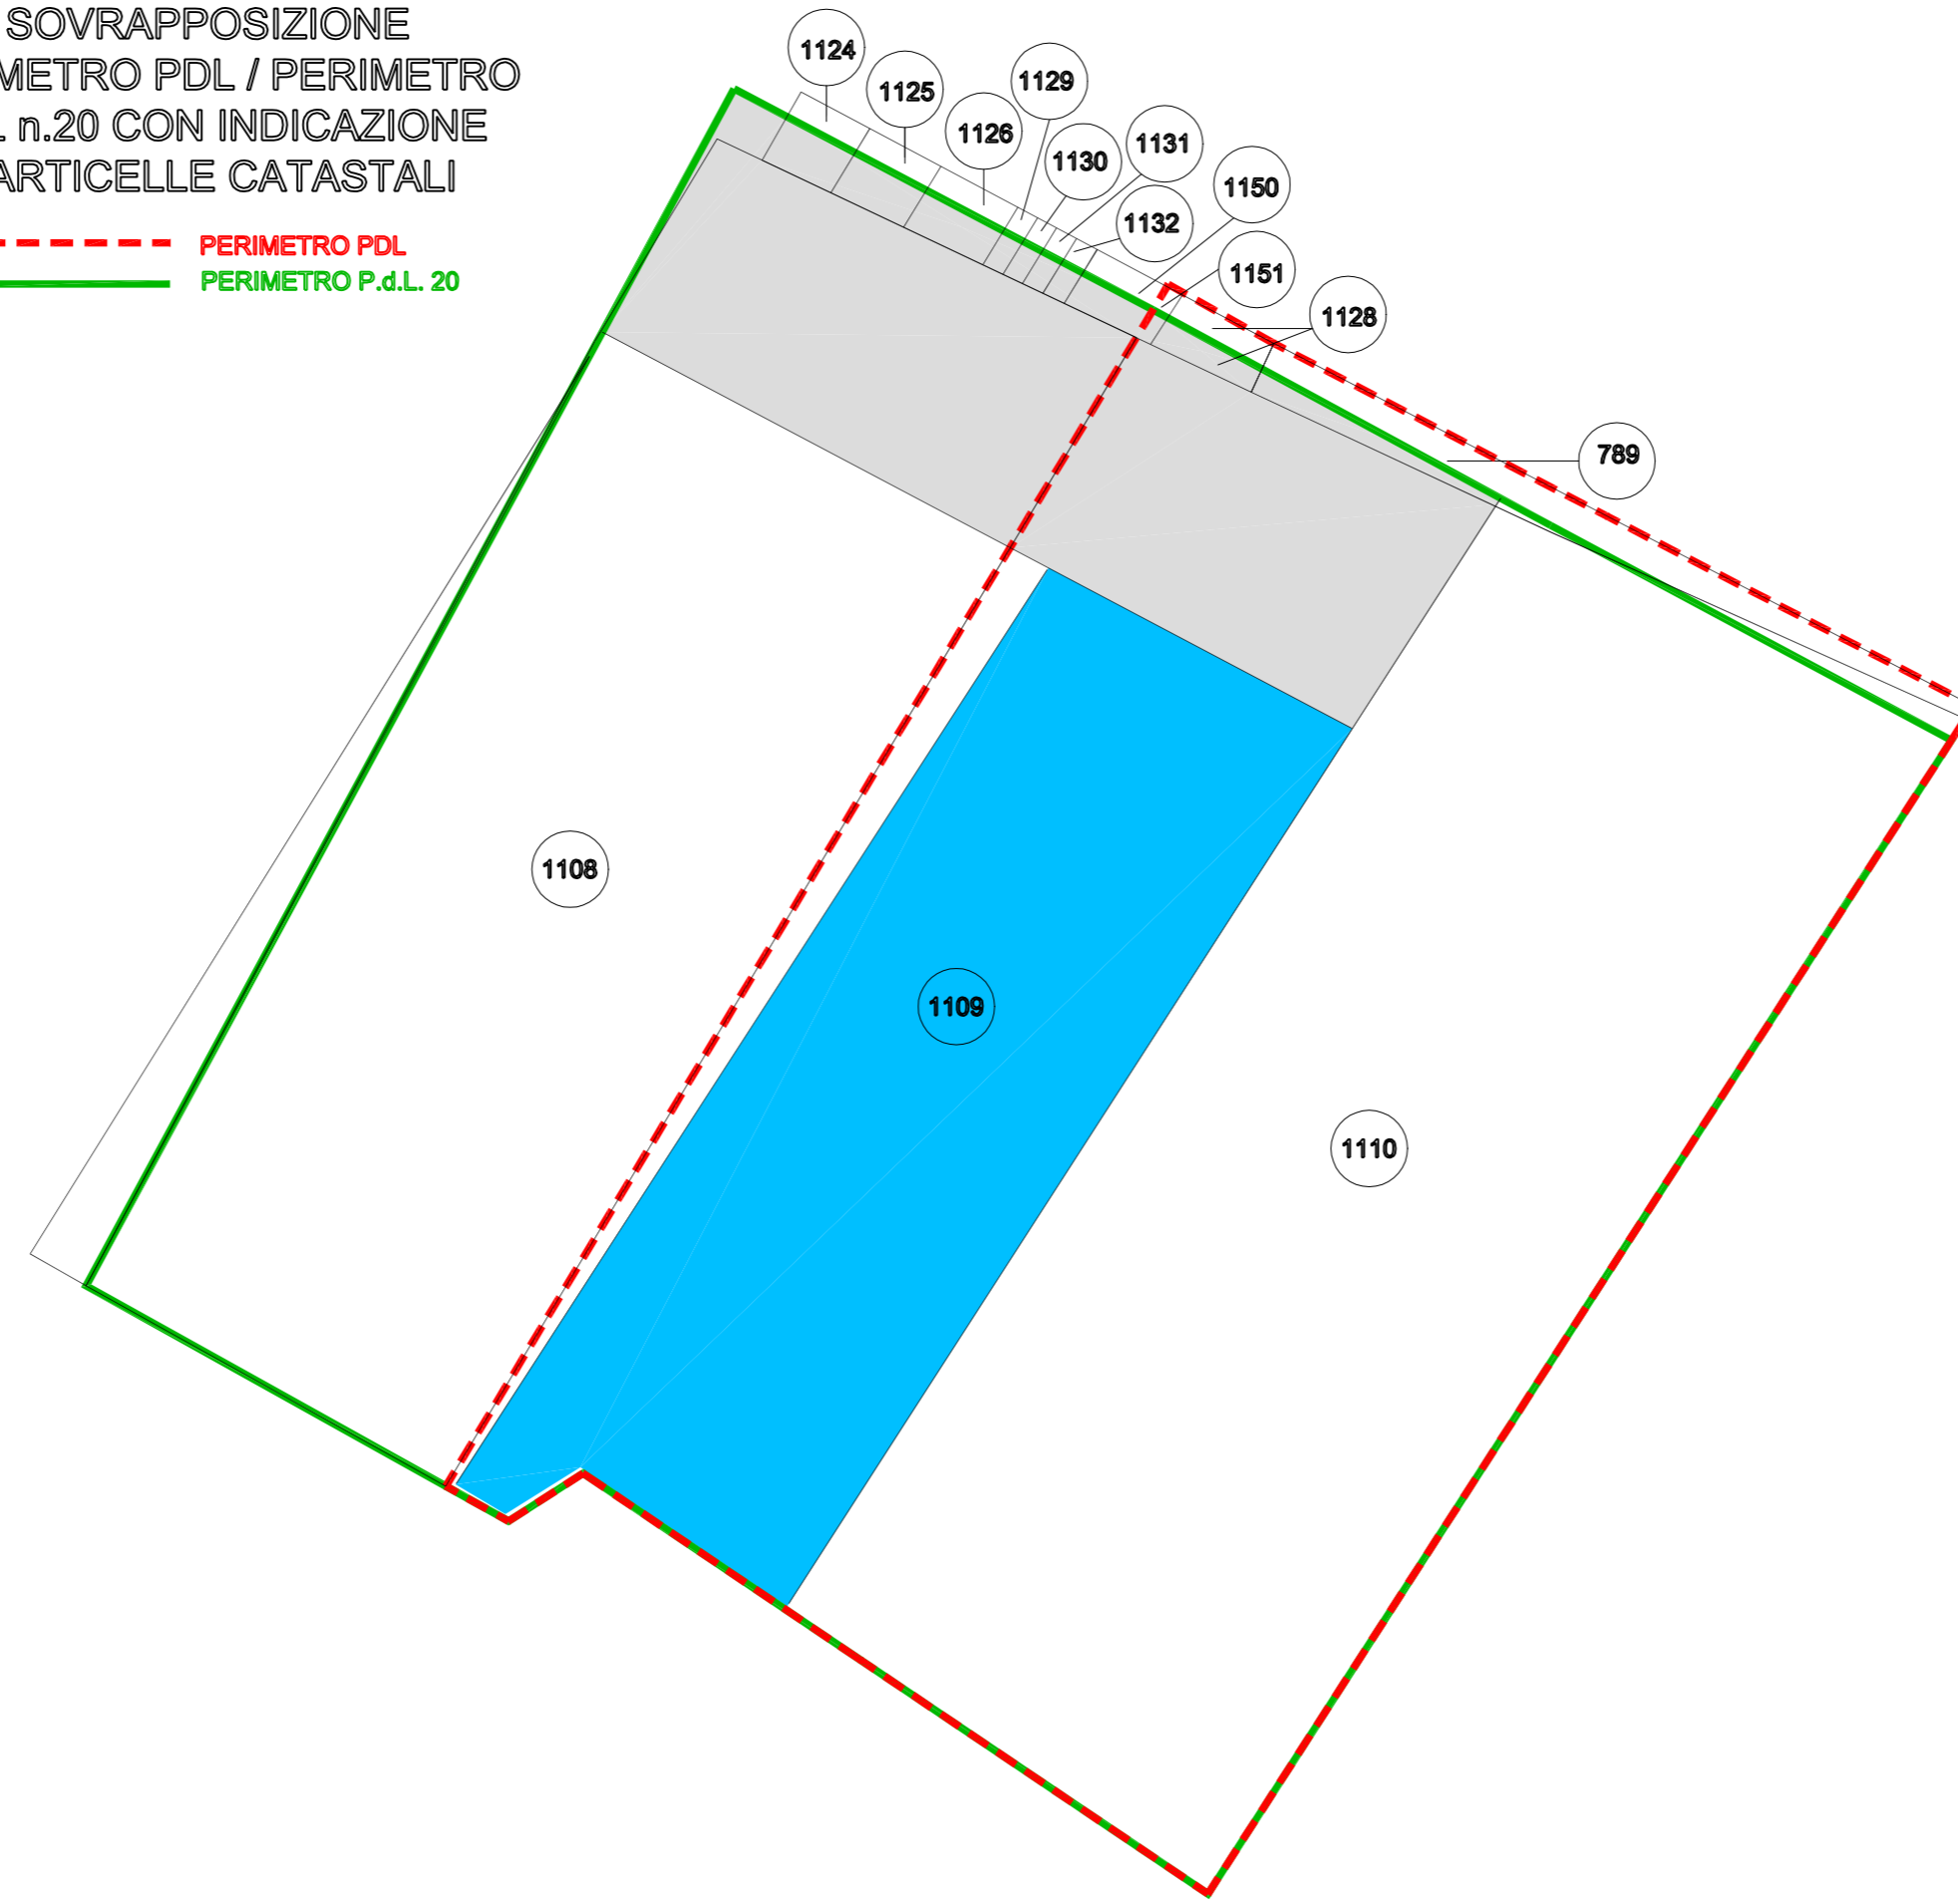 SOVRAPPOSIZIONE
METRO PDL / PERIMETRO
n.20 CON INDICAZIONE
ARTICELLE CATASTALI
PERIMETRO PDL
PERIMETRO P.d.L. 20
1124
1125
1126
1129
1130
1131
1132
1150
1151
1128
789
1108
1109
1110